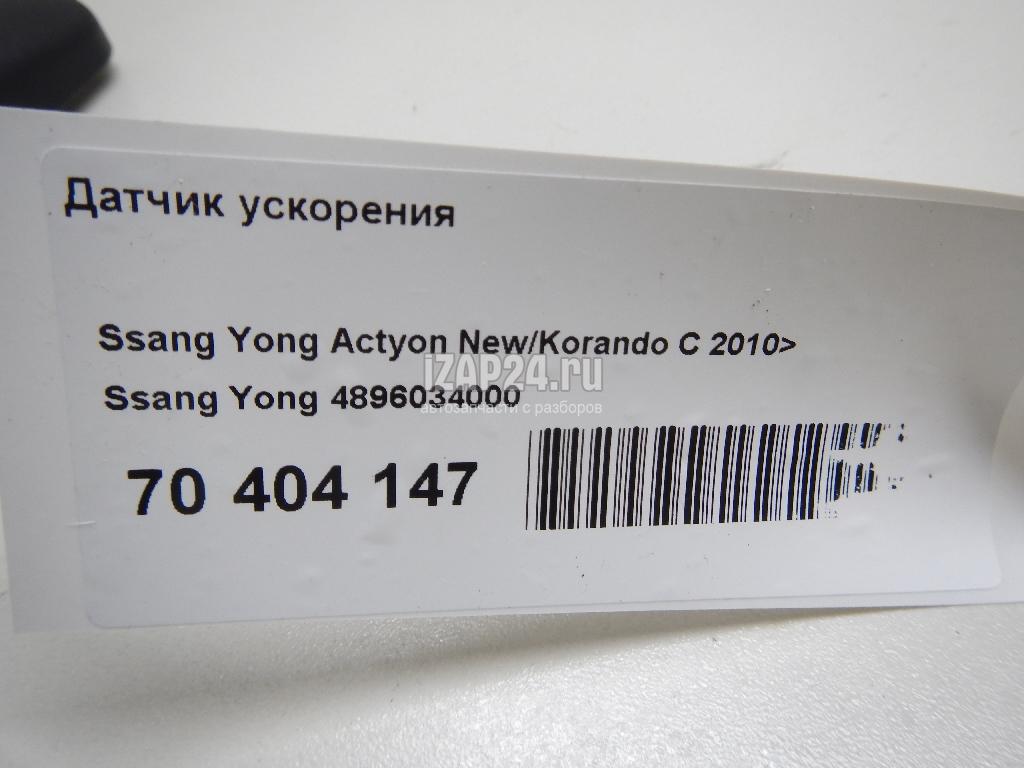 Датчик ускорения
Ssang Yong Actyon New/Korando C 2010>
iZAP24.ru
Ssang Yong 4896034000
автозапчасти с разборов
70 404 147